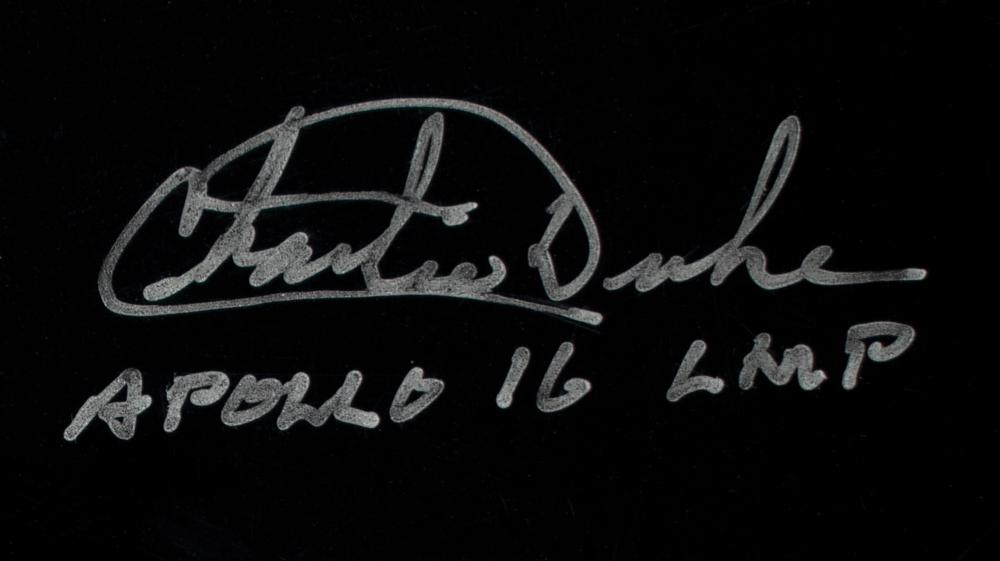 Charlie Duke
APOLLO 16 LMP